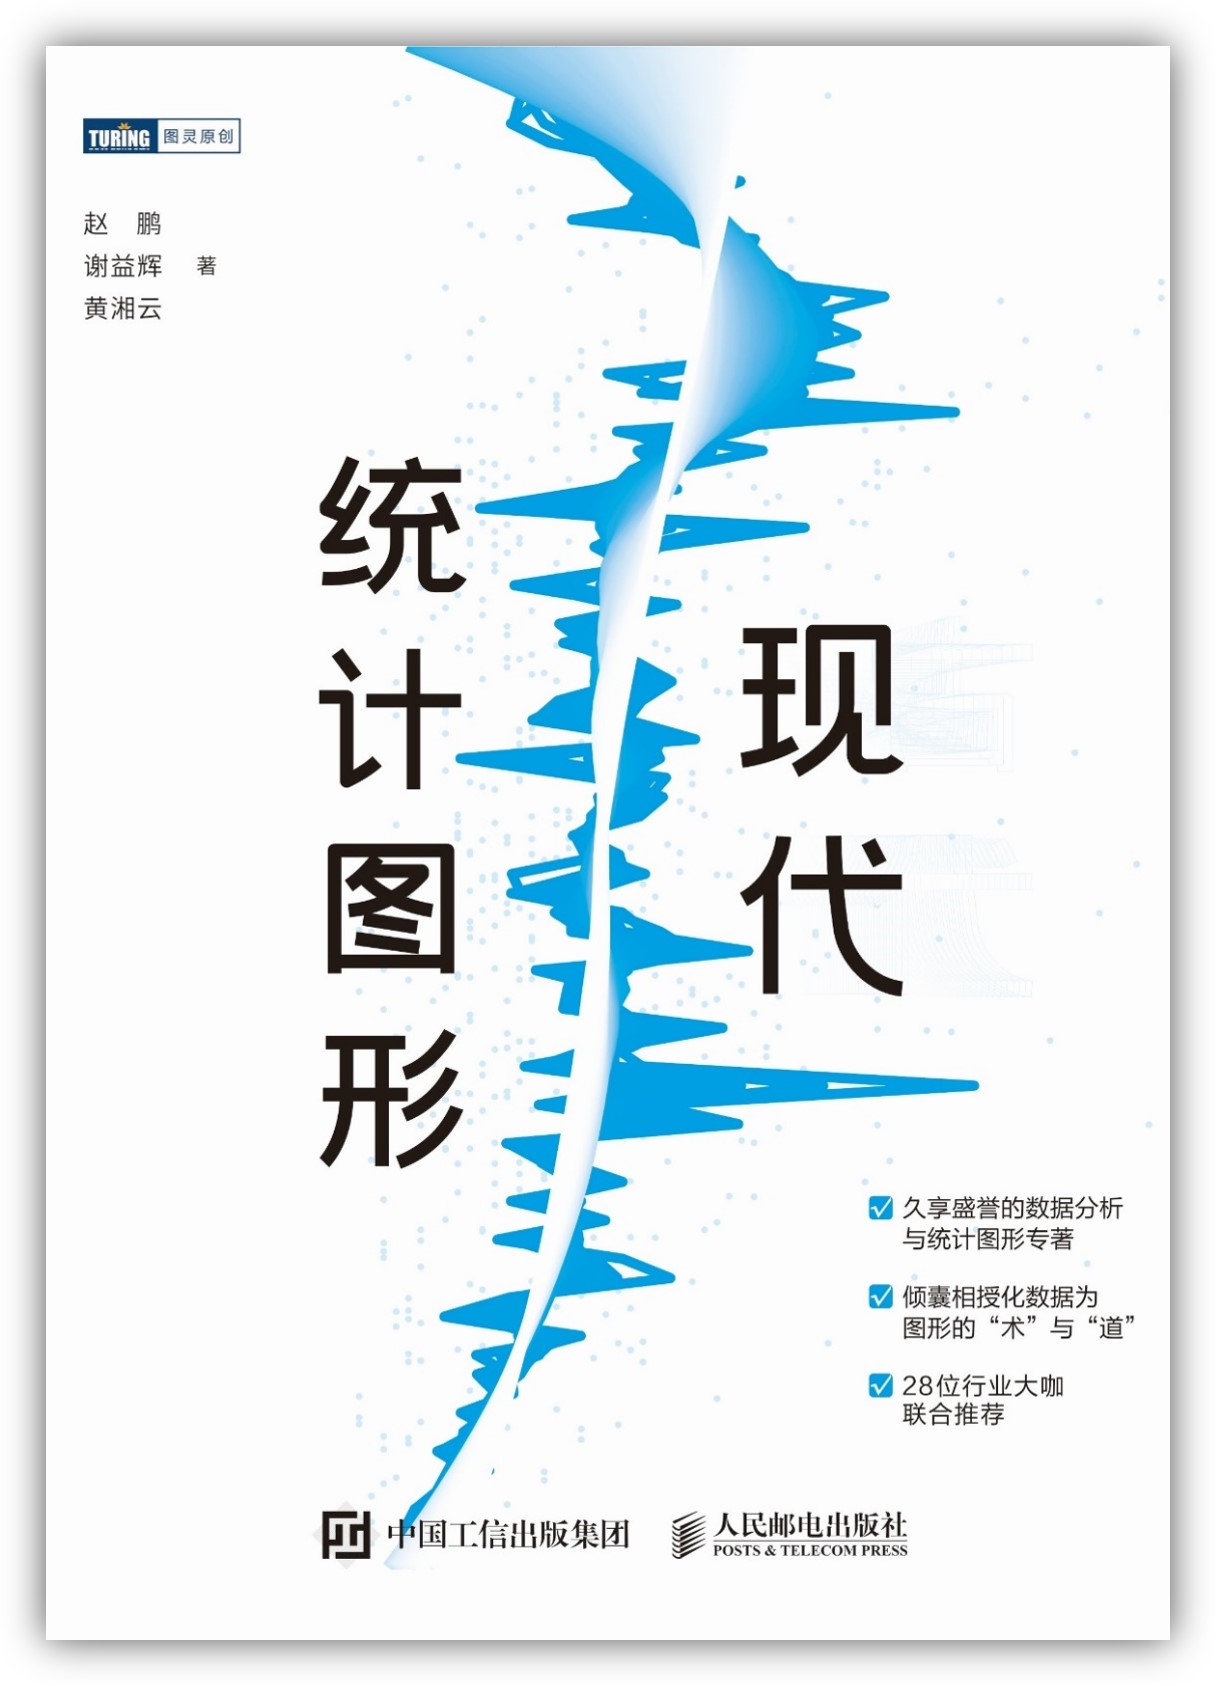 TURING 图灵原创
赵 鹏
谢益辉 著
黄湘云
现代
统计图形
久享盛誉的数据分析
与统计图形专著
倾囊相授化数据为
图形的“术”与“道”
28位行业大咖
联合推荐
中国工信出版集团
人民邮电出版社
POSTS & TELECOM PRESS